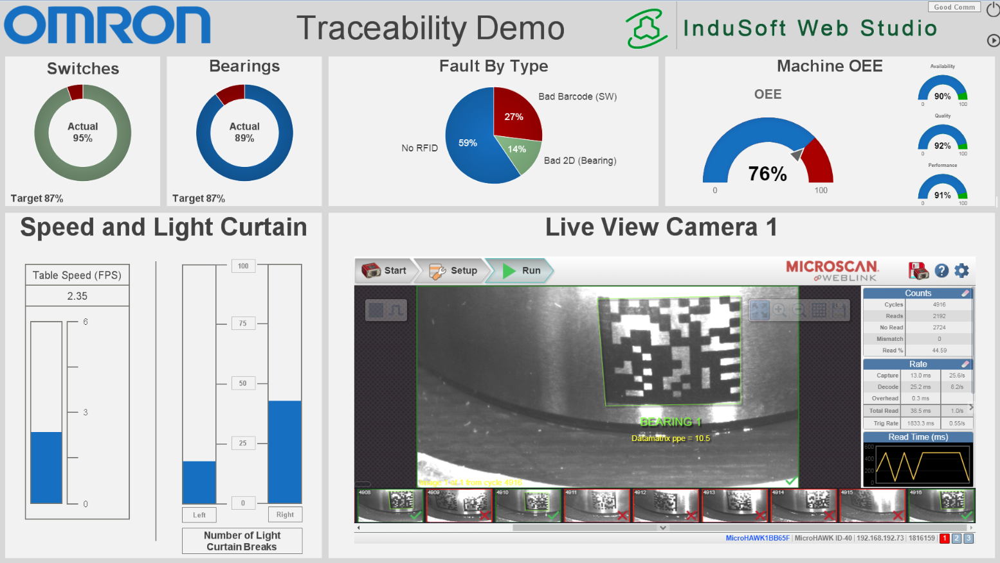 OMRON
Traceability Demo
InduSoft Web Studio
Good Comm
Switches
Actual
95%
Target 87%
Bearings
Actual
89%
Target 87%
Fault By Type
Bad Barcode (SW)
27%
59%
14%
No RFID
Bad 2D (Bearing)
Machine OEE
OEE
76%
0
100
Availability
90%
0
100
Quality
92%
0
100
Performance
91%
0
100
Speed and Light Curtain
Table Speed (FPS)
2.35
6
3
0
100
75
50
25
0
Left
Right
Number of Light
Curtain Breaks
Live View Camera 1
Start
Setup
Run
MICROSCAN.
WEBLINK
BEARING 1
Datamatrix ppe = 10.5
Image 1 of 1 from cycle 4916
Counts
Cycles 4916
Reads 2192
No Read 2724
Mismatch 0
Read % 44.59
Rate
Capture 13.0 ms 25.6/s
Decode 25.2 ms 8.2/s
Overhead 0.3 ms
Total Read 38.5 ms 1.0/s
Trig Rate 1833.3 ms 0.55/s
Read Time (ms)
600
400
200
0
4908
4909
4910
4911
4912
4913
4914
4915
4916
MicroHAWK1BB65F | MicroHAWK ID-40 | 192.168.192.73 | 1816159 | 1 2 3